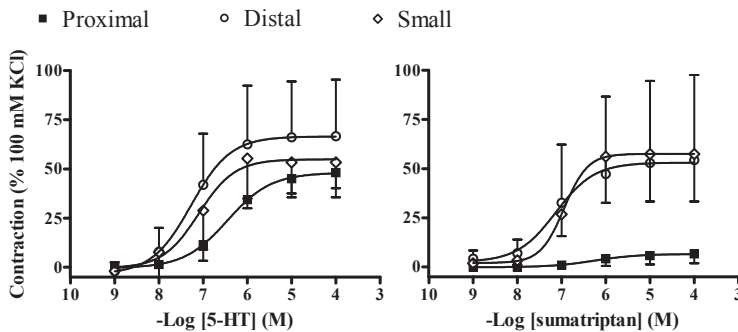 Proximal Distal Small
Contraction (% 100 mM KCl)
100
75
50
25
0
10 9 8 7 6 5 4 3
-Log [5-HT] (M)
100
75
50
25
0
10 9 8 7 6 5 4 3
-Log [sumatriptan] (M)